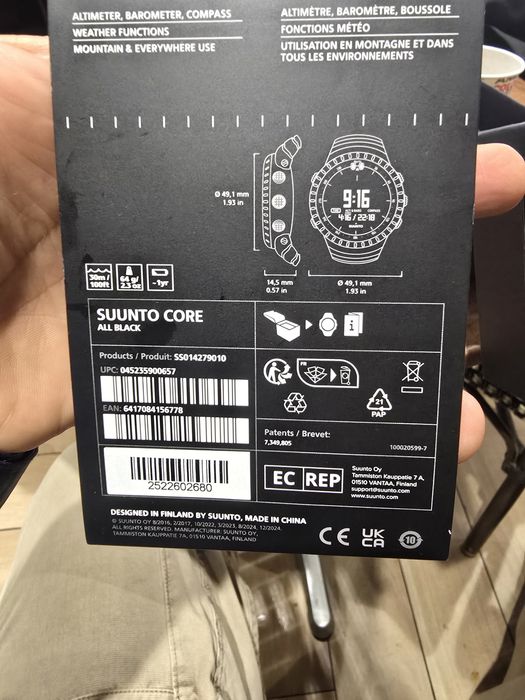 ALTIMETER, BAROMETER, COMPASS
WEATHER FUNCTIONS
MOUNTAIN & EVERYWHERE USE
ALTIMÈTRE, BAROMÈTRE, BOUSSOLE
FONCTIONS MÉTÉO
UTILISATION EN MONTAGNE ET DANS
TOUS LES ENVIRONNEMENTS
Ø 49,1 mm
1.93 in
9:16
4:16 / 22:18
SUUNTO
14,5 mm
0.57 in
Ø 49,1 mm
1.93 in
30m /
100ft
64 g/
2.3 oz
~1yr
SUUNTO CORE
ALL BLACK
Products / Produit: SS014279010
UPC: 045235900657
EAN: 6417084156778
2522602680
FR
21
PAP
Patents / Brevet:
7,349,805
100020599-7
EC REP
Suunto Oy
Tammiston Kauppatie 7 A,
01510 VANTAA, Finland
support@suunto.com
www.suunto.com
DESIGNED IN FINLAND BY SUUNTO, MADE IN CHINA
© SUUNTO OY 8/2016, 2/2017, 10/2022, 3/2023, 8/2024, 12/2024.
ALL RIGHTS RESERVED. MANUFACTURER: SUUNTO OY,
TAMMISTON KAUPPATIE 7A, 01510 VANTAA, FINLAND
CE
UK
CA
10